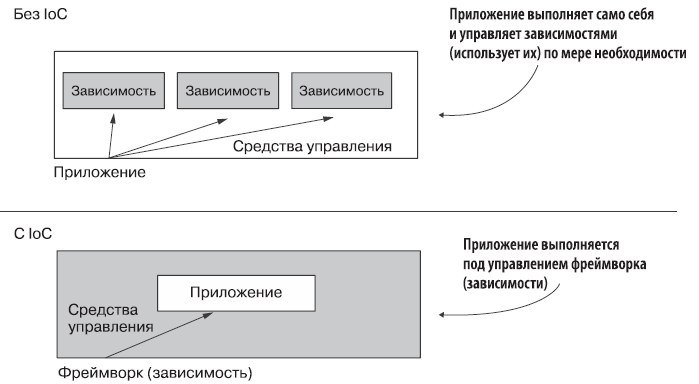 Без IoC
Приложение выполняет само себя
и управляет зависимостями
(использует их) по мере необходимости
Зависимость
Зависимость
Зависимость
Средства управления
Приложение
С IoC
Приложение выполняется
под управлением фреймворка
(зависимости)
Приложение
Средства
управления
Фреймворк (зависимость)